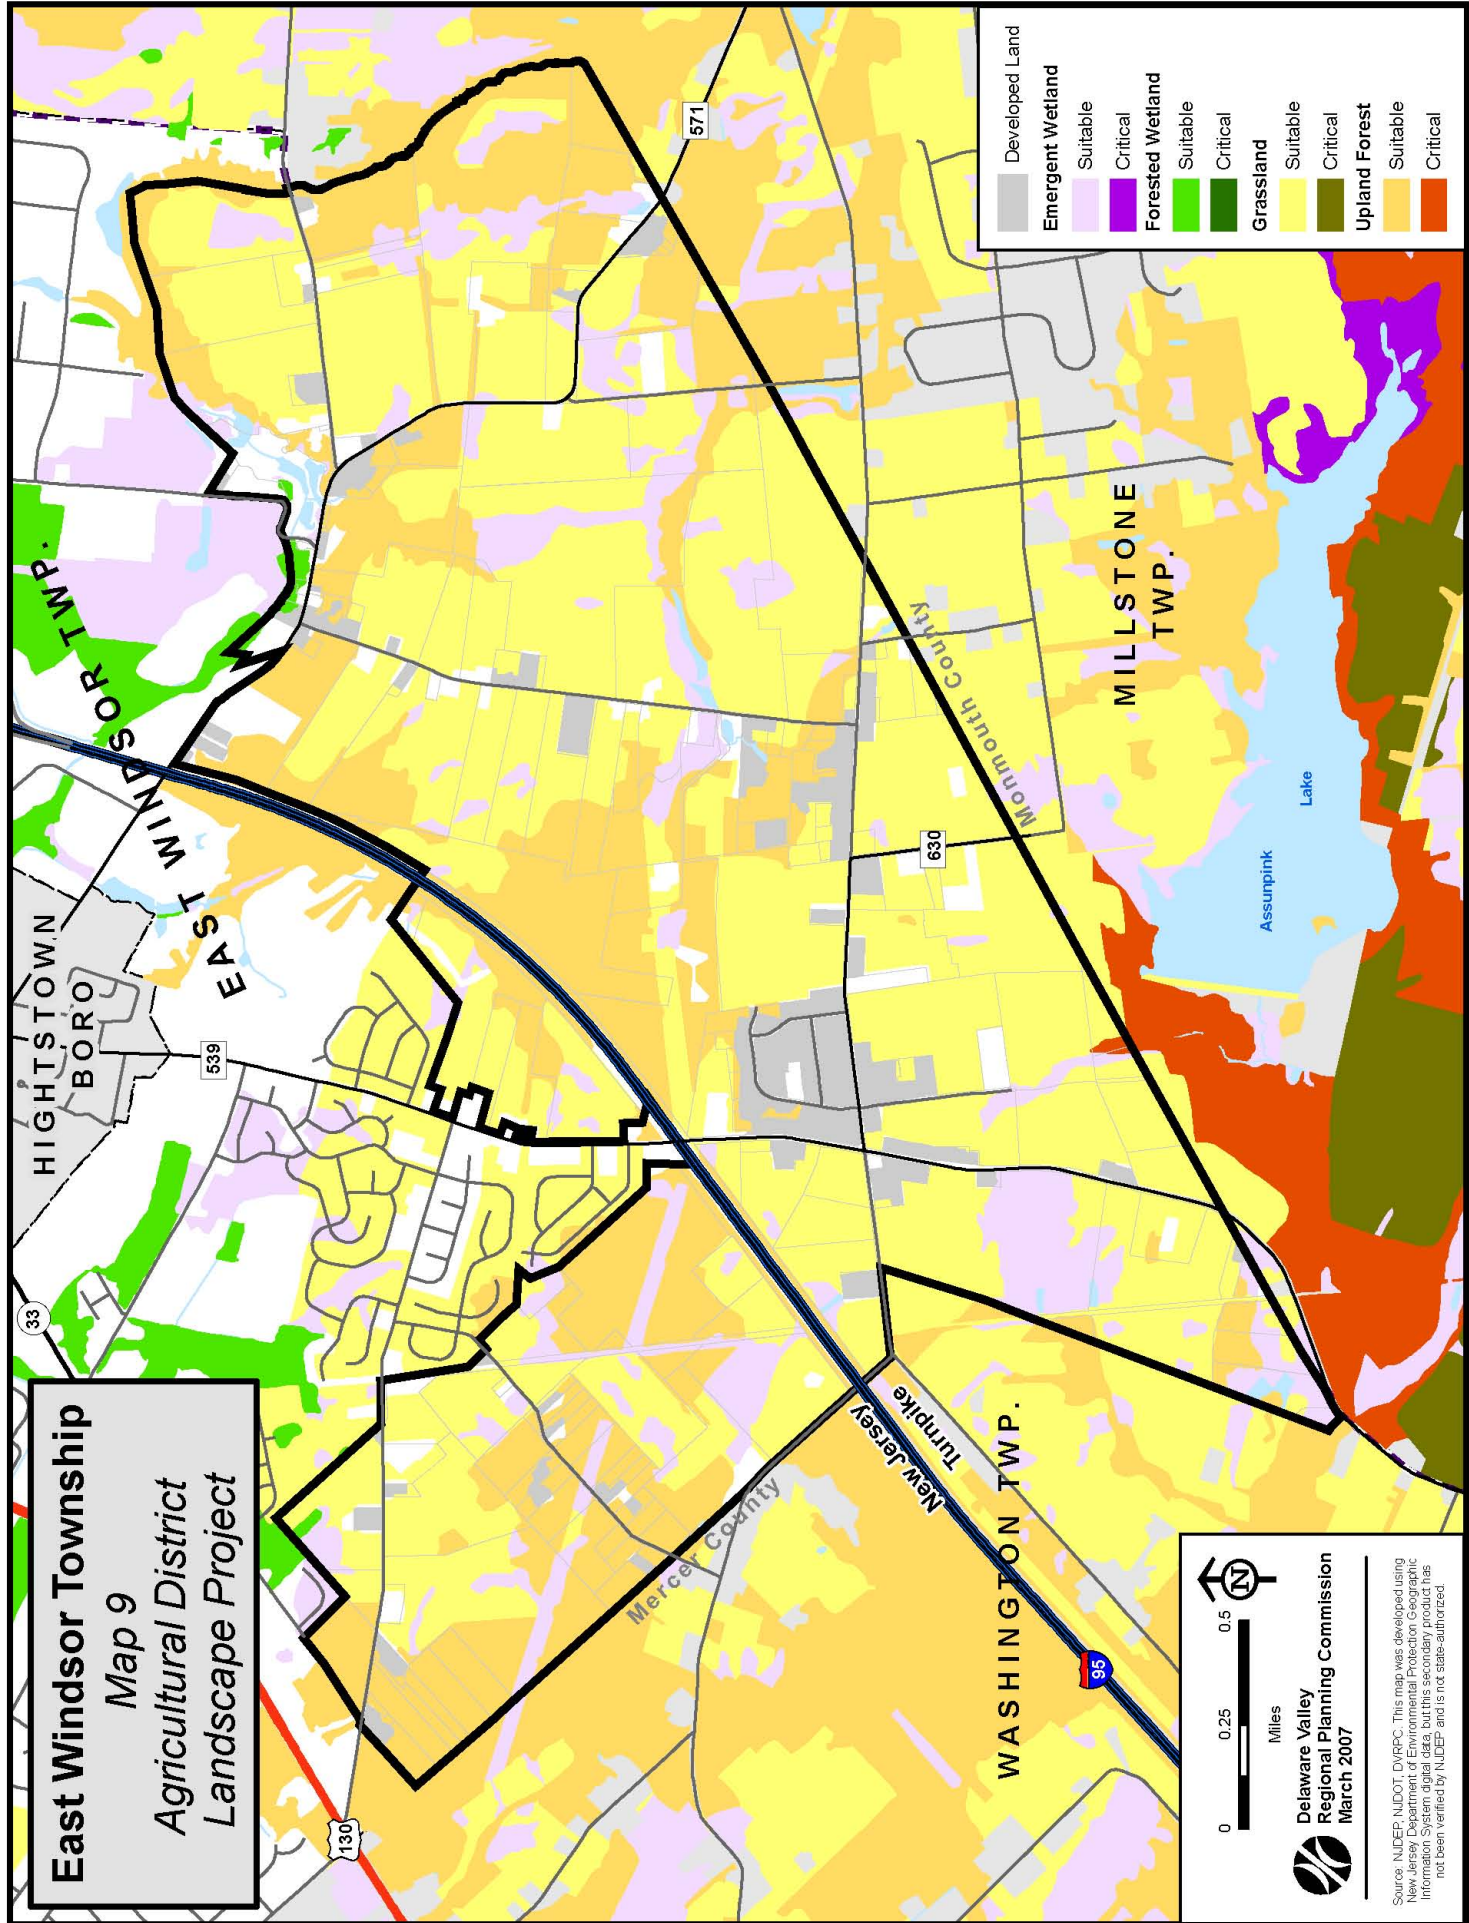 East Windsor Township
Map 9
Agricultural District
Landscape Project
33
130
HIGHTSTOWN
BORO
539
EAST WINDSOR TWP.
571
630
Monmouth County
MILLSTONE
TWP.
Assunpink
Lake
Mercer County
New Jersey
Turnpike
WASHINGTON TWP.
95
Developed Land
Emergent Wetland
Suitable
Critical
Forested Wetland
Suitable
Critical
Grassland
Suitable
Critical
Upland Forest
Suitable
Critical
0 0.25 0.5
Miles
N
Delaware Valley
Regional Planning Commission
March 2007
Source: NJDEP, NJDOT, DVRPC. This map was developed using
New Jersey Department of Environmental Protection Geographic
Information System digital data, but this secondary product has
not been verified by NJDEP and is not state-authorized.